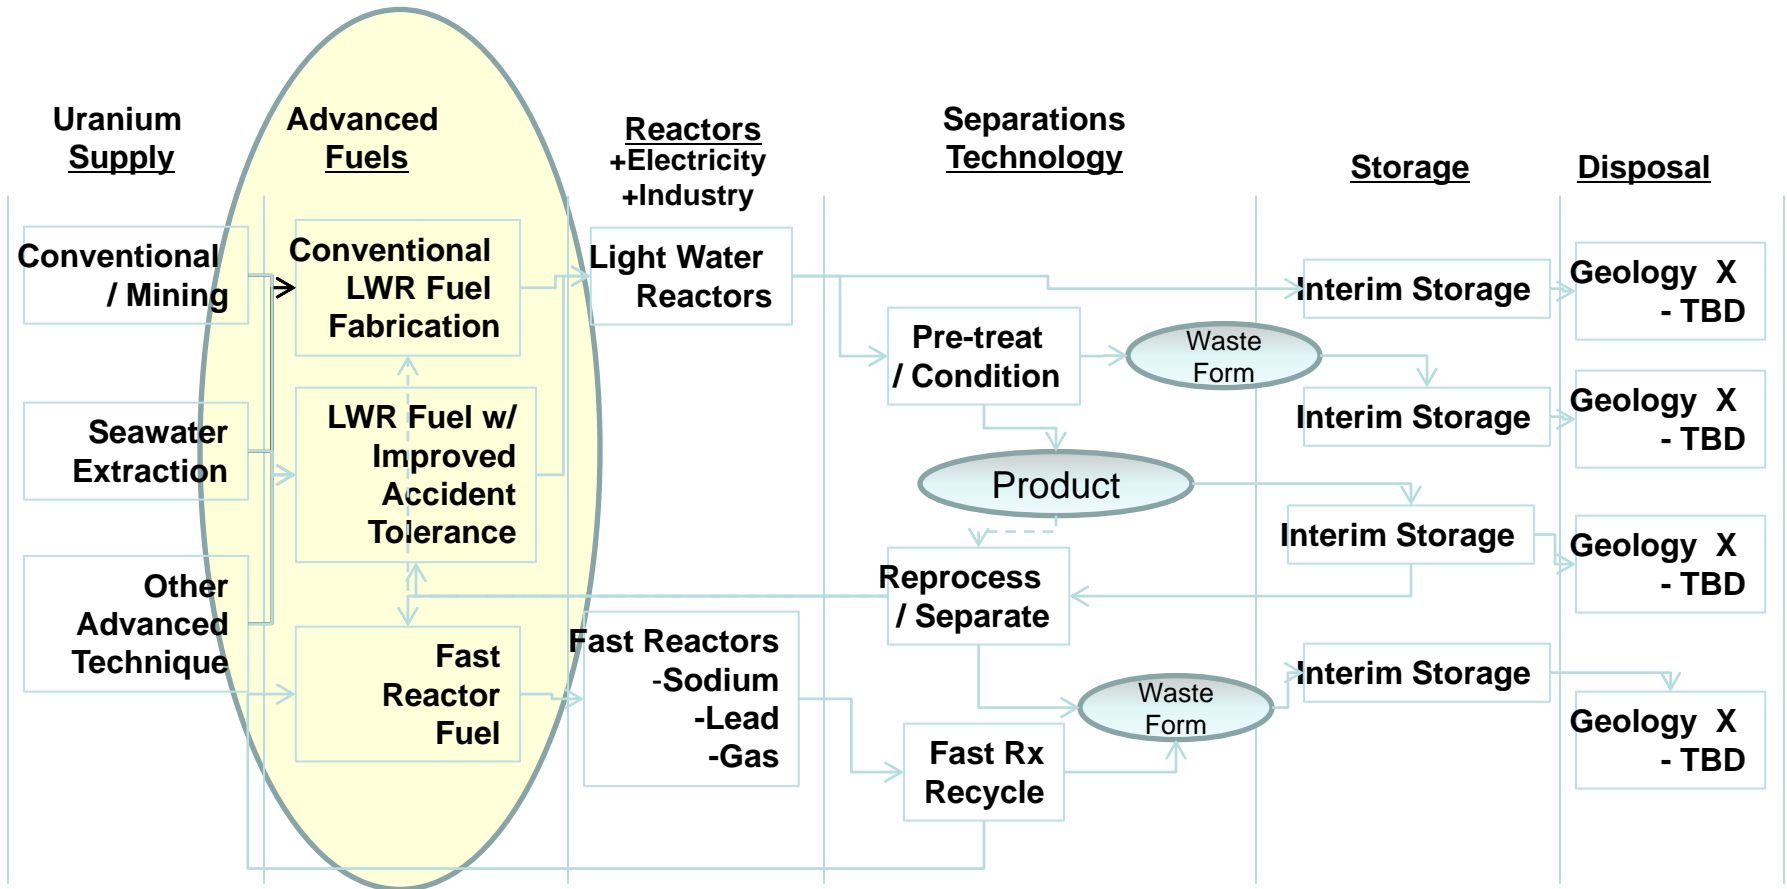 Uranium
Supply
Advanced
Fuels
Reactors
+Electricity
+Industry
Separations
Technology
Storage
Disposal
Conventional
/ Mining
Seawater
Extraction
Other
Advanced
Technique
Conventional
LWR Fuel
Fabrication
LWR Fuel w/
Improved
Accident
Tolerance
Fast
Reactor
Fuel
Light Water
Reactors
Fast Reactors
-Sodium
-Lead
-Gas
Pre-treat
/ Condition
Waste
Form
Product
Reprocess
/ Separate
Waste
Form
Fast Rx
Recycle
Interim Storage
Interim Storage
Interim Storage
Interim Storage
Geology X
- TBD
Geology X
- TBD
Geology X
- TBD
Geology X
- TBD